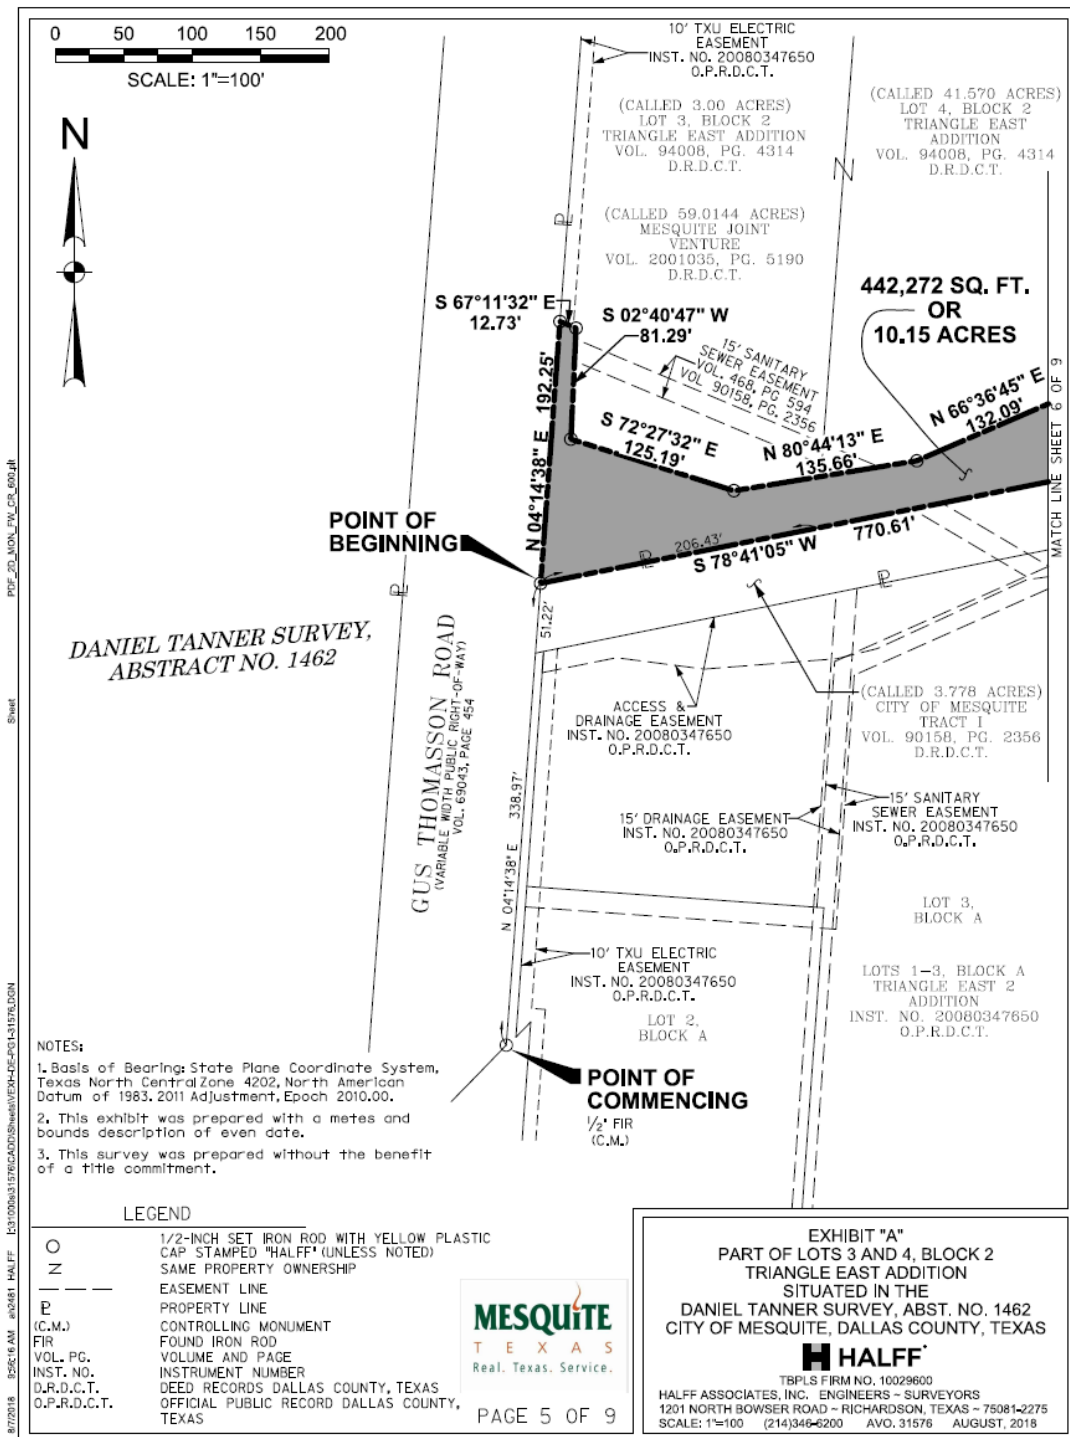 0 50 100 150 200
SCALE: 1"=100'
N
10' TXU ELECTRIC
EASEMENT
INST. NO. 20080347650
O.P.R.D.C.T.
(CALLED 3.00 ACRES)
LOT 3, BLOCK 2
TRIANGLE EAST ADDITION
VOL. 94008, PG. 4314
D.R.D.C.T.
(CALLED 41.570 ACRES)
LOT 4, BLOCK 2
TRIANGLE EAST
ADDITION
VOL. 94008, PG. 4314
D.R.D.C.T.
(CALLED 59.0144 ACRES)
MESQUITE JOINT
VENTURE
VOL. 2001035, PG. 5190
D.R.D.C.T.
442,272 SQ. FT.
OR
10.15 ACRES
S 67°11'32" E
12.73'
S 02°40'47" W
81.29'
15' SANITARY
SEWER EASEMENT
VOL. 468, PG 594
VOL 90158, PG. 2356
N 04°14'38" E 192.25'
S 72°27'32" E
125.19'
N 80°44'13" E
135.66'
N 66°36'45" E
132.09'
MATCH LINE SHEET 6 OF 9
POINT OF
BEGINNING
206.43'
S 78°41'05" W 770.61'
51.22'
DANIEL TANNER SURVEY,
ABSTRACT NO. 1462
GUS THOMASSON ROAD
(VARIABLE WIDTH PUBLIC RIGHT-OF-WAY)
VOL. 69043, PAGE 454
ACCESS &
DRAINAGE EASEMENT
INST. NO. 20080347650
O.P.R.D.C.T.
(CALLED 3.778 ACRES)
CITY OF MESQUITE
TRACT I
VOL. 90158, PG. 2356
D.R.D.C.T.
N 04°14'38" E 338.97'
15' DRAINAGE EASEMENT
INST. NO. 20080347650
O.P.R.D.C.T.
15' SANITARY
SEWER EASEMENT
INST. NO. 20080347650
O.P.R.D.C.T.
LOT 3,
BLOCK A
10' TXU ELECTRIC
EASEMENT
INST. NO. 20080347650
O.P.R.D.C.T.
LOT 2,
BLOCK A
LOTS 1-3, BLOCK A
TRIANGLE EAST 2
ADDITION
INST. NO. 20080347650
O.P.R.D.C.T.
POINT OF
COMMENCING
1/2" FIR
(C.M.)
NOTES:
1. Basis of Bearing: State Plane Coordinate System,
Texas North Central Zone 4202, North American
Datum of 1983. 2011 Adjustment, Epoch 2010.00.
2. This exhibit was prepared with a metes and
bounds description of even date.
3. This survey was prepared without the benefit
of a title commitment.
LEGEND
1/2-INCH SET IRON ROD WITH YELLOW PLASTIC
CAP STAMPED "HALFF" (UNLESS NOTED)
SAME PROPERTY OWNERSHIP
EASEMENT LINE
PROPERTY LINE
(C.M.) CONTROLLING MONUMENT
FIR FOUND IRON ROD
VOL. PG. VOLUME AND PAGE
INST. NO. INSTRUMENT NUMBER
D.R.D.C.T. DEED RECORDS DALLAS COUNTY, TEXAS
O.P.R.D.C.T. OFFICIAL PUBLIC RECORD DALLAS COUNTY,
TEXAS
MESQUITE
TEXAS
Real. Texas. Service.
PAGE 5 OF 9
EXHIBIT "A"
PART OF LOTS 3 AND 4, BLOCK 2
TRIANGLE EAST ADDITION
SITUATED IN THE
DANIEL TANNER SURVEY, ABST. NO. 1462
CITY OF MESQUITE, DALLAS COUNTY, TEXAS
HALFF
TBPLS FIRM NO. 10029600
HALFF ASSOCIATES, INC. ENGINEERS ~ SURVEYORS
1201 NORTH BOWSER ROAD ~ RICHARDSON, TEXAS ~ 75081-2275
SCALE: 1"=100 (214)346-6200 AVO. 31576 AUGUST, 2018
8/7/2018 9:56:16 AM ah2481 HALFF
Sheet PDF_2D_MON_FW_CR_600.plt